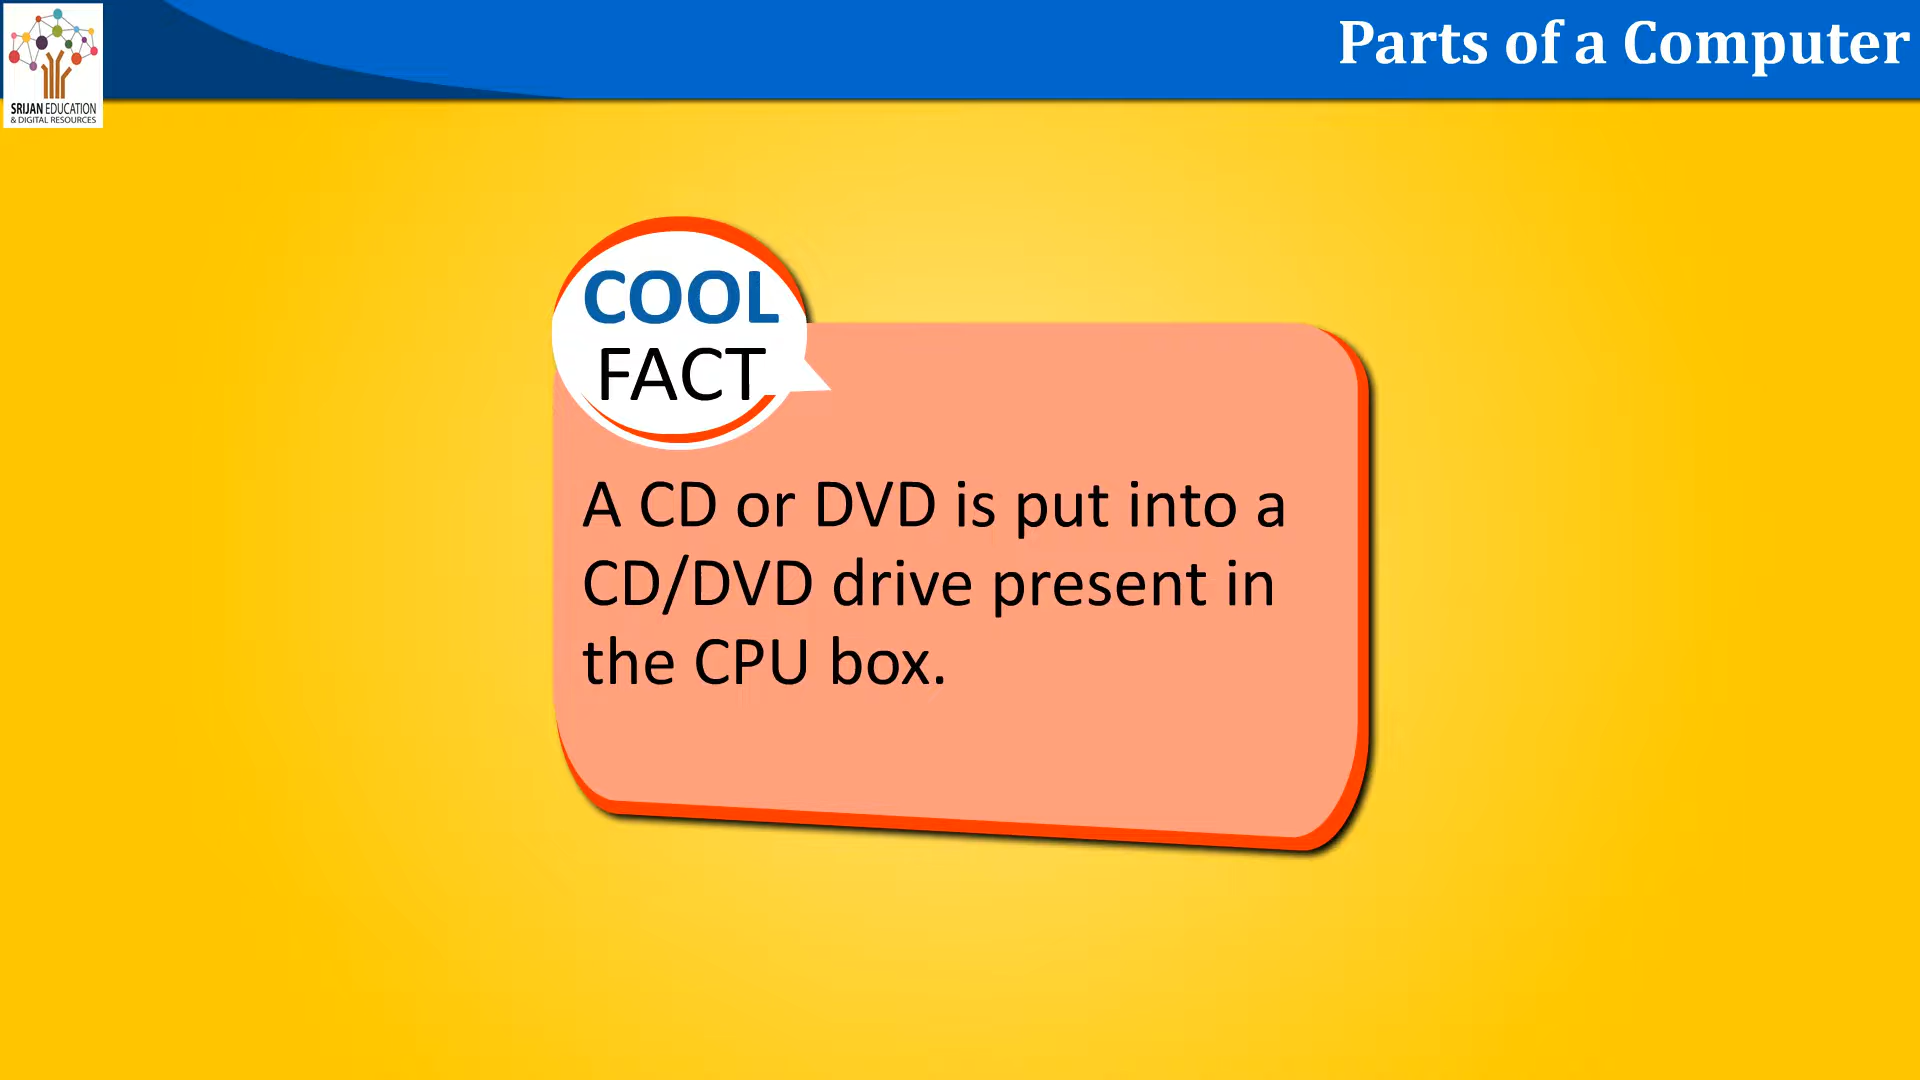 Parts of a Computer
SRIJAN EDUCATION
& DIGITAL RESOURCES
COOL
FACT
A CD or DVD is put into a
CD/DVD drive present in
the CPU box.